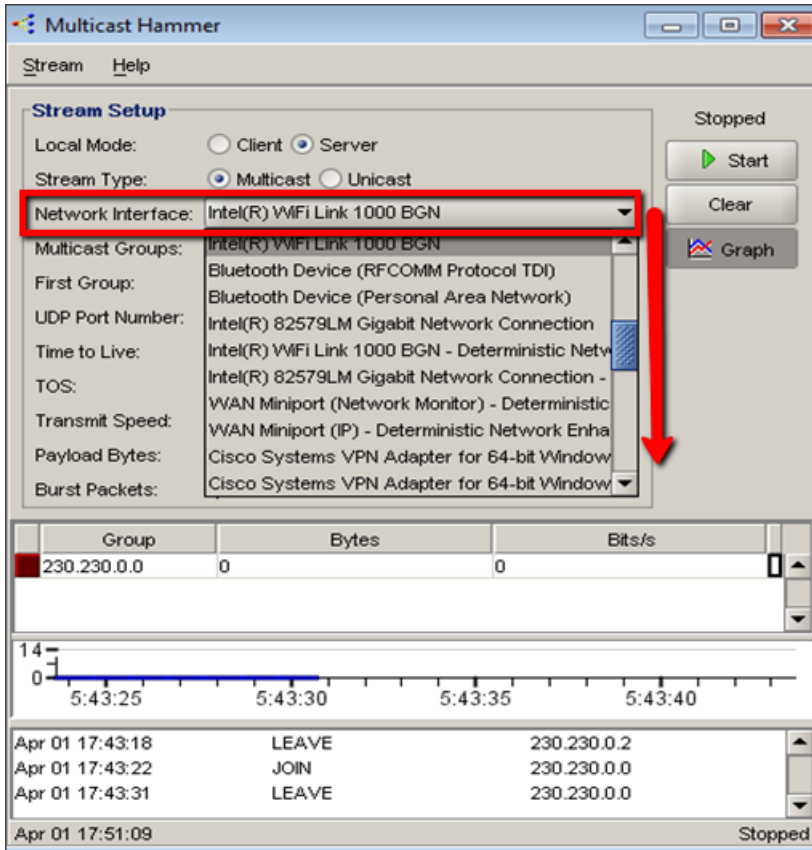 Multicast Hammer
Stream Help
Stream Setup
Stopped
Local Mode: Client Server
Start
Stream Type: Multicast Unicast
Network Interface: Intel(R) WiFi Link 1000 BGN
Clear
Multicast Groups: Intel(R) WiFi Link 1000 BGN
Graph
Bluetooth Device (RFCOMM Protocol TDI)
First Group:
Bluetooth Device (Personal Area Network)
UDP Port Number: Intel(R) 82579LM Gigabit Network Connection
Time to Live: Intel(R) WiFi Link 1000 BGN - Deterministic Netw
TOS: Intel(R) 82579LM Gigabit Network Connection -
WAN Miniport (Network Monitor) - Deterministic
Transmit Speed:
WAN Miniport (IP) - Deterministic Network Enha
Payload Bytes: Cisco Systems VPN Adapter for 64-bit Window
Burst Packets: Cisco Systems VPN Adapter for 64-bit Window
Group Bytes Bits/s
230.230.0.0 0 0
14
0
5:43:25 5:43:30 5:43:35 5:43:40
Apr 01 17:43:18 LEAVE 230.230.0.2
Apr 01 17:43:22 JOIN 230.230.0.0
Apr 01 17:43:31 LEAVE 230.230.0.0
Apr 01 17:51:09 Stopped